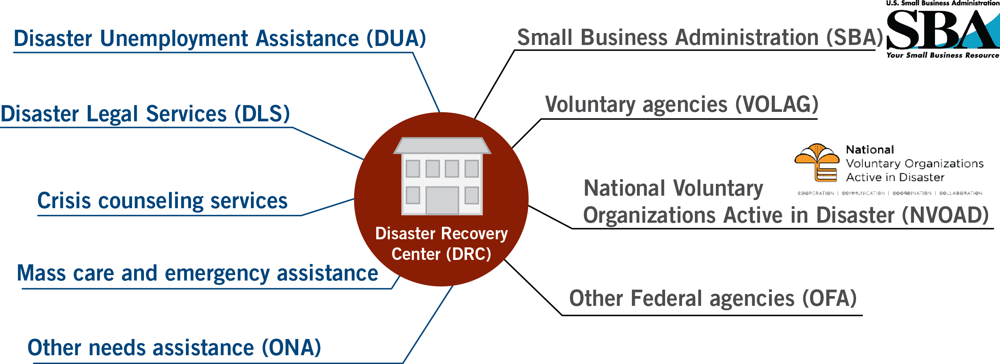 U.S. Small Business Administration
SBA
Your Small Business Resource
Disaster Unemployment Assistance (DUA)
Small Business Administration (SBA)
Disaster Legal Services (DLS)
Voluntary agencies (VOLAG)
National
Voluntary Organizations
Active in Disaster
COOPERATION | COMMUNICATION | COORDINATION | COLLABORATION
Crisis counseling services
National Voluntary
Organizations Active in Disaster (NVOAD)
Disaster Recovery
Center (DRC)
Mass care and emergency assistance
Other Federal agencies (OFA)
Other needs assistance (ONA)